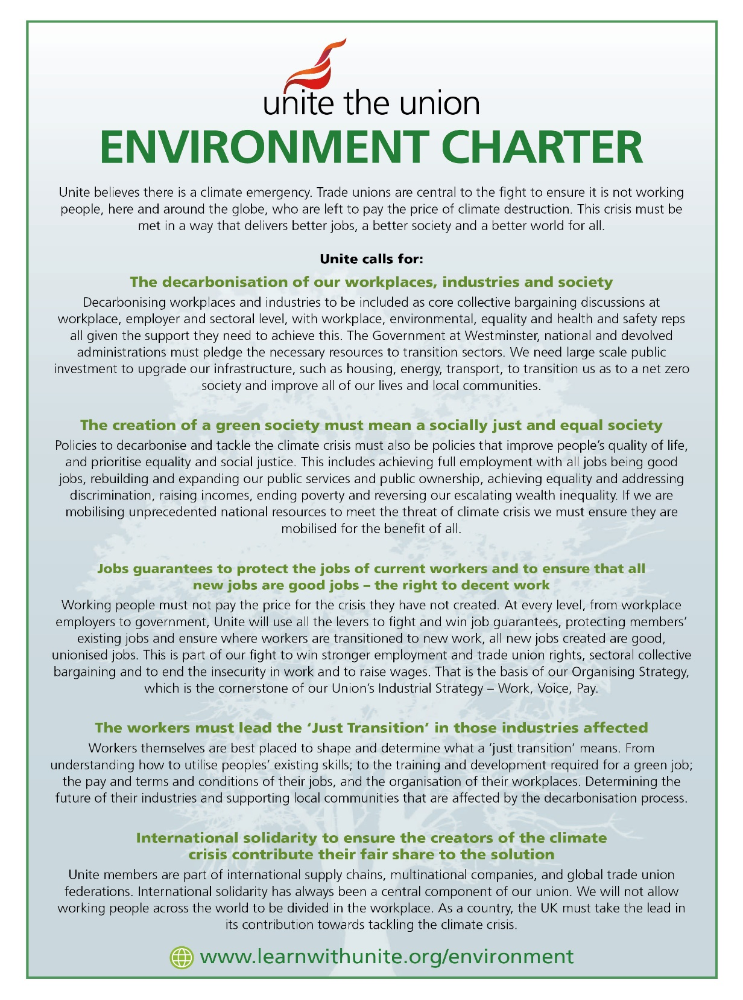 unite the union
ENVIRONMENT CHARTER
Unite believes there is a climate emergency. Trade unions are central to the fight to ensure it is not working
people, here and around the globe, who are left to pay the price of climate destruction. This crisis must be
met in a way that delivers better jobs, a better society and a better world for all.
Unite calls for:
The decarbonisation of our workplaces, industries and society
Decarbonising workplaces and industries to be included as core collective bargaining discussions at
workplace, employer and sectoral level, with workplace, environmental, equality and health and safety reps
all given the support they need to achieve this. The Government at Westminster, national and devolved
administrations must pledge the necessary resources to transition sectors. We need large scale public
investment to upgrade our infrastructure, such as housing, energy, transport, to transition us as to a net zero
society and improve all of our lives and local communities.
The creation of a green society must mean a socially just and equal society
Policies to decarbonise and tackle the climate crisis must also be policies that improve people’s quality of life,
and prioritise equality and social justice. This includes achieving full employment with all jobs being good
jobs, rebuilding and expanding our public services and public ownership, achieving equality and addressing
discrimination, raising incomes, ending poverty and reversing our escalating wealth inequality. If we are
mobilising unprecedented national resources to meet the threat of climate crisis we must ensure they are
mobilised for the benefit of all.
Jobs guarantees to protect the jobs of current workers and to ensure that all
new jobs are good jobs – the right to decent work
Working people must not pay the price for the crisis they have not created. At every level, from workplace
employers to government, Unite will use all the levers to fight and win job guarantees, protecting members’
existing jobs and ensure where workers are transitioned to new work, all new jobs created are good,
unionised jobs. This is part of our fight to win stronger employment and trade union rights, sectoral collective
bargaining and to end the insecurity in work and to raise wages. That is the basis of our Organising Strategy,
which is the cornerstone of our Union’s Industrial Strategy – Work, Voice, Pay.
The workers must lead the ‘Just Transition’ in those industries affected
Workers themselves are best placed to shape and determine what a ‘just transition’ means. From
understanding how to utilise peoples’ existing skills; to the training and development required for a green job;
the pay and terms and conditions of their jobs, and the organisation of their workplaces. Determining the
future of their industries and supporting local communities that are affected by the decarbonisation process.
International solidarity to ensure the creators of the climate
crisis contribute their fair share to the solution
Unite members are part of international supply chains, multinational companies, and global trade union
federations. International solidarity has always been a central component of our union. We will not allow
working people across the world to be divided in the workplace. As a country, the UK must take the lead in
its contribution towards tackling the climate crisis.
www.learnwithunite.org/environment